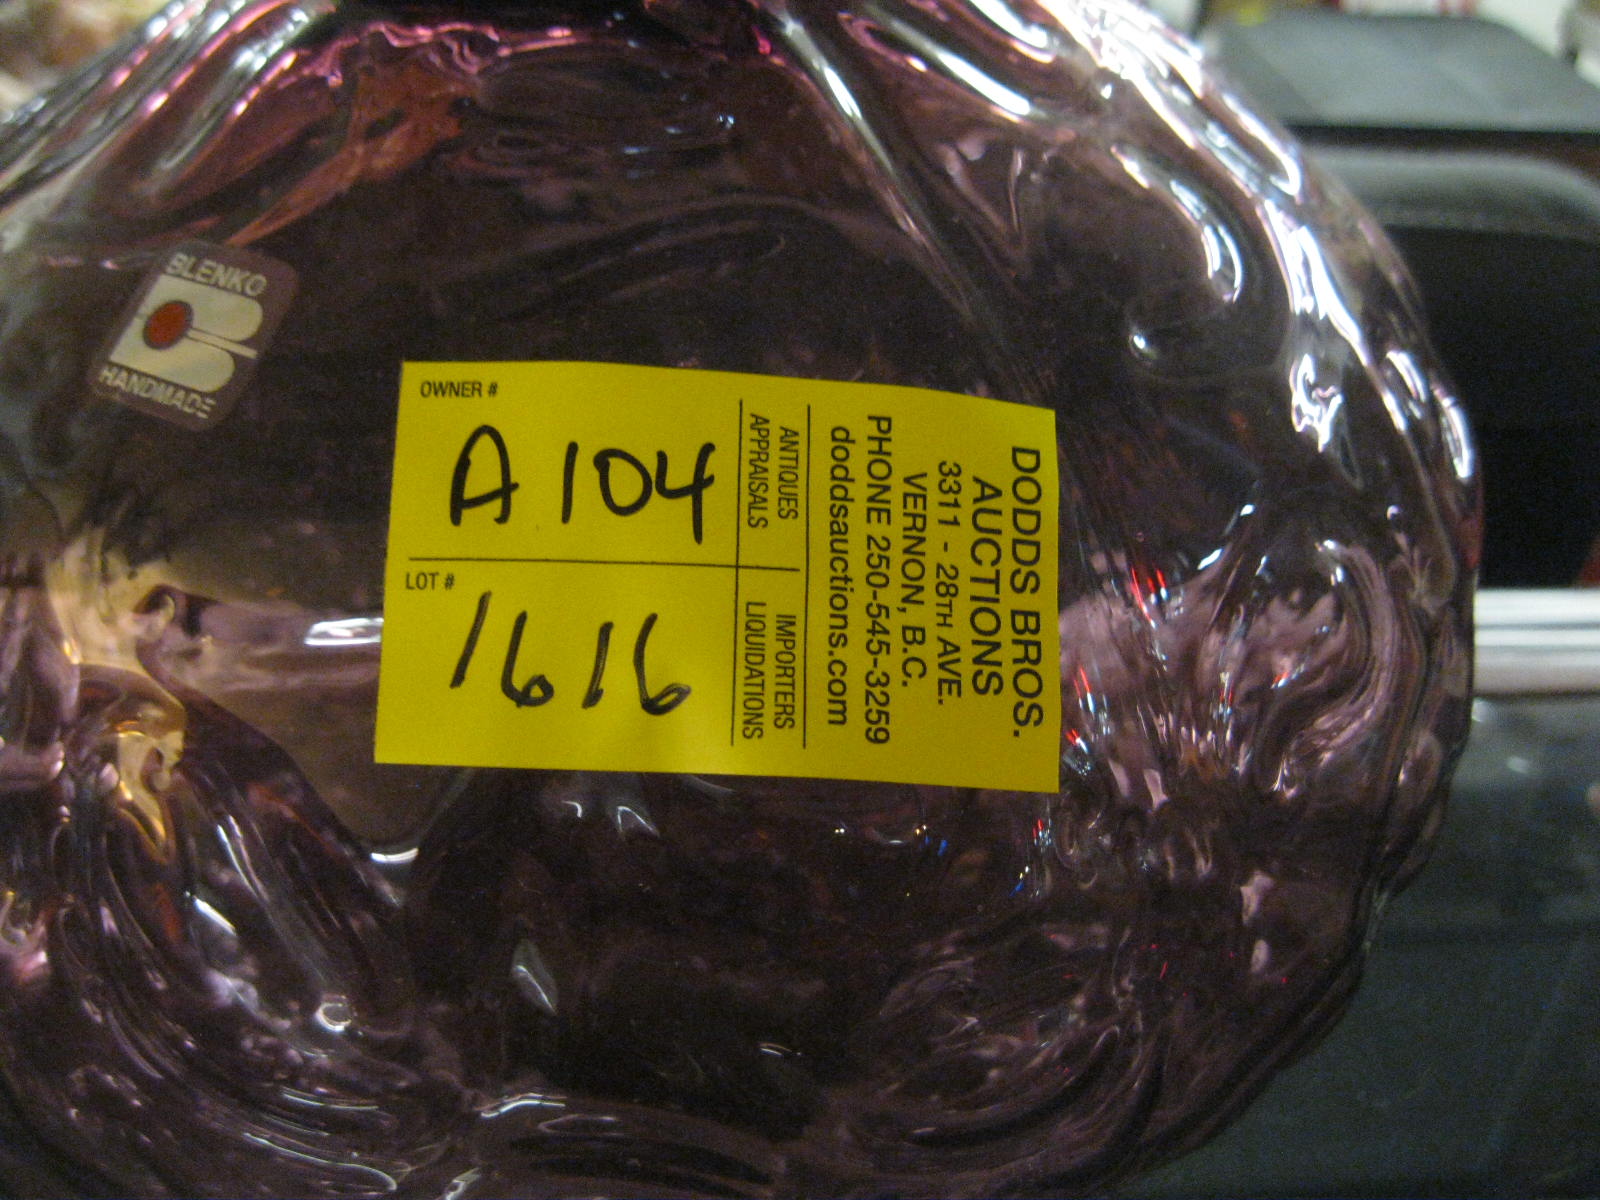 BLENKO
HANDMADE
OWNER #
A 104
LOT #
1616
ANTIQUES
APPRAISALS
IMPORTERS
LIQUIDATIONS
DODDS BROS.
AUCTIONS
3311 - 28TH AVE.
VERNON, B.C.
PHONE 250-545-3259
doddsauctions.com